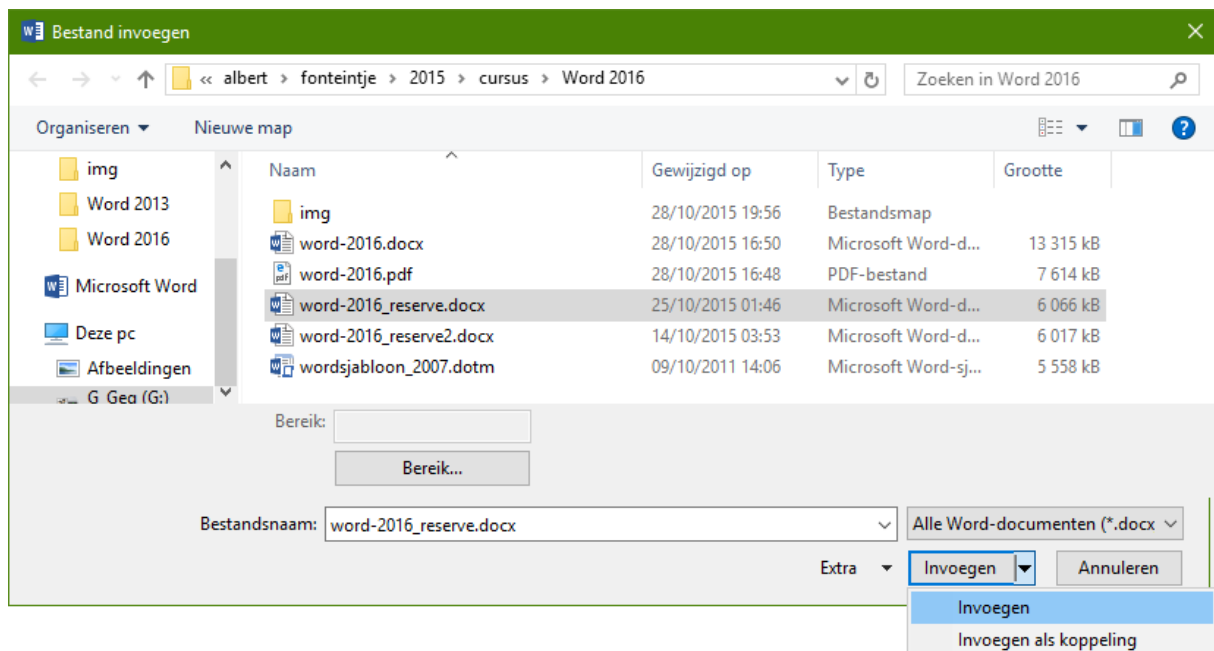 Bestand invoegen
« albert › fonteintje › 2015 › cursus › Word 2016 Zoeken in Word 2016
Organiseren Nieuwe map
Naam Gewijzigd op Type Grootte
img
Word 2013
Word 2016
Microsoft Word
Deze pc
Afbeeldingen
G_Geg (G:)
img 28/10/2015 19:56 Bestandsmap
word-2016.docx 28/10/2015 16:50 Microsoft Word-d... 13 315 kB
word-2016.pdf 28/10/2015 16:48 PDF-bestand 7 614 kB
word-2016_reserve.docx 25/10/2015 01:46 Microsoft Word-d... 6 066 kB
word-2016_reserve2.docx 14/10/2015 03:53 Microsoft Word-d... 6 017 kB
wordsjabloon_2007.dotm 09/10/2011 14:06 Microsoft Word-sj... 5 558 kB
Bereik:
Bereik...
Bestandsnaam: word-2016_reserve.docx Alle Word-documenten (*.docx
Extra Invoegen Annuleren
Invoegen
Invoegen als koppeling